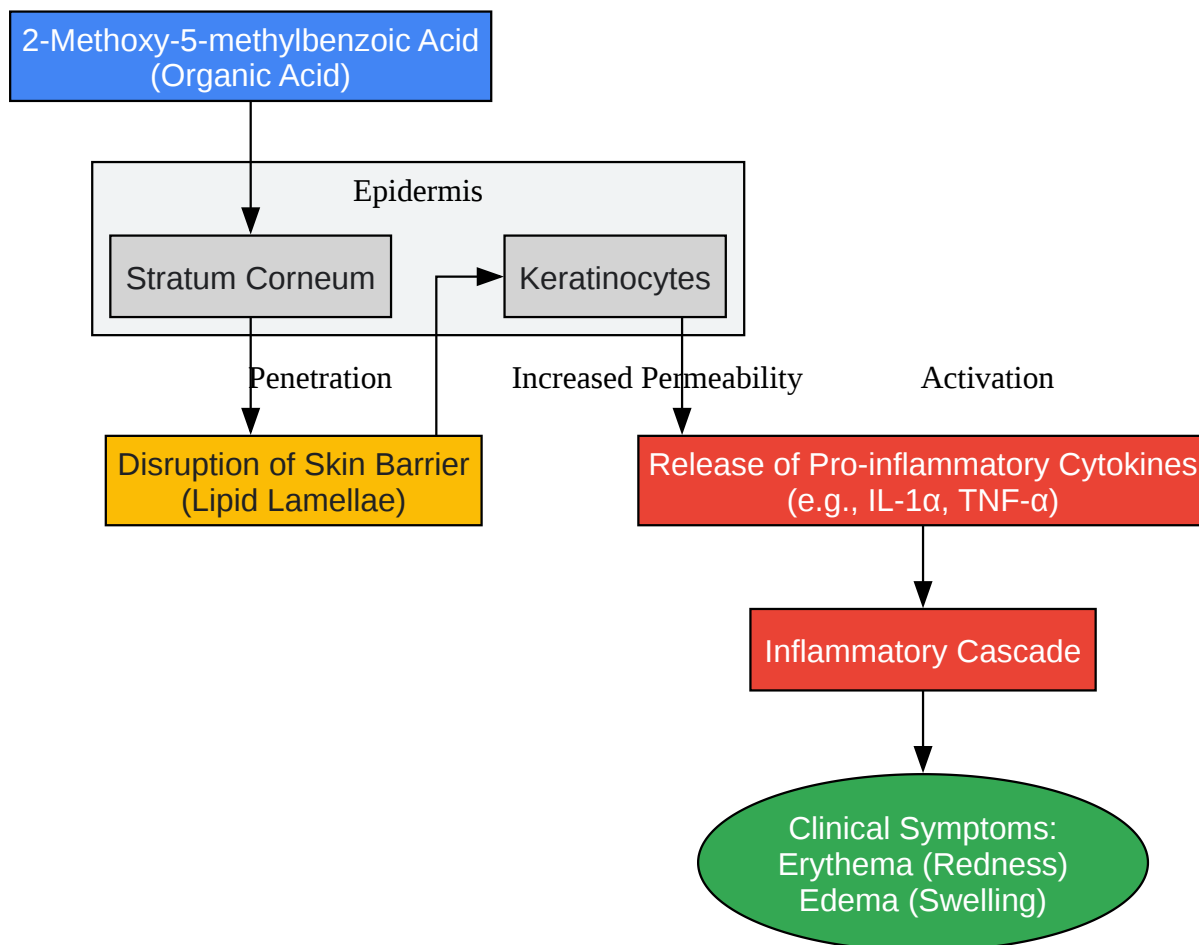 2-Methoxy-5-methylbenzoic Acid
(Organic Acid)
Epidermis
Stratum Corneum
Keratinocytes
Penetration
Increased Permeability
Activation
Disruption of Skin Barrier
(Lipid Lamellae)
Release of Pro-inflammatory Cytokines
(e.g., IL-1α, TNF-α)
Inflammatory Cascade
Clinical Symptoms:
Erythema (Redness)
Edema (Swelling)